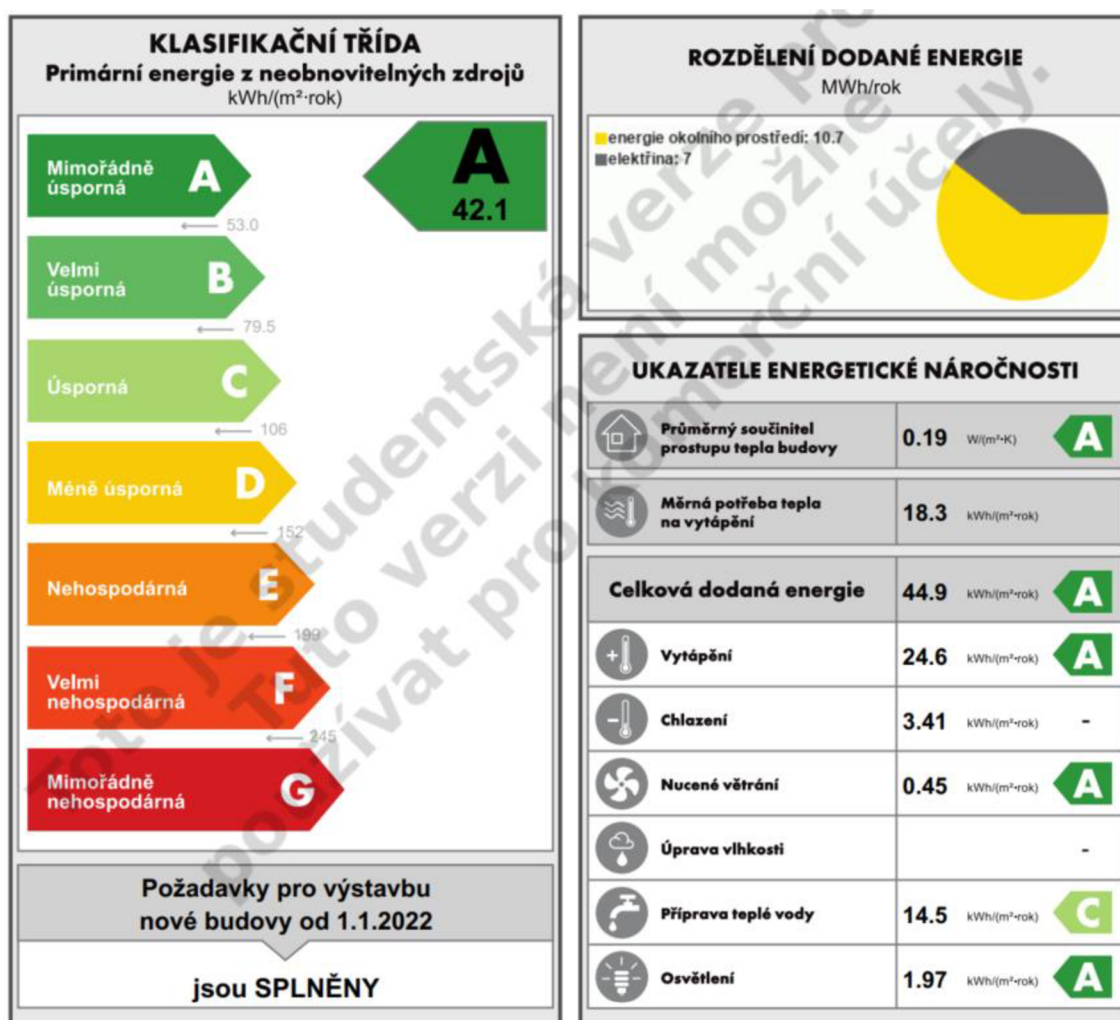 KLASIFIKAČNÍ TŘÍDA
Primární energie z neobnovitelných zdrojů
kWh/(m²·rok)
Mimořádně
úsporná
A
A
42.1
53.0
Velmi
úsporná
B
79.5
Úsporná
C
106
Méně úsporná
D
152
Nehospodárná
E
199
Velmi
nehospodárná
F
245
Mimořádně
nehospodárná
G
Požadavky pro výstavbu
nové budovy od 1.1.2022
jsou SPLNĚNY
ROZDĚLENÍ DODANÉ ENERGIE
MWh/rok
energie okolního prostředí: 10.7
elektřina: 7
UKAZATELE ENERGETICKÉ NÁROČNOSTI
Průměrný součinitel
prostupu tepla budovy
0.19 W/(m²·K) A
Měrná potřeba tepla
na vytápění
18.3 kWh/(m²·rok)
Celková dodaná energie 44.9 kWh/(m²·rok) A
Vytápění 24.6 kWh/(m²·rok) A
Chlazení 3.41 kWh/(m²·rok) -
Nucené větrání 0.45 kWh/(m²·rok) A
Úprava vlhkosti -
Příprava teplé vody 14.5 kWh/(m²·rok) C
Osvětlení 1.97 kWh/(m²·rok) A
Toto je studentská verze pro
Tuto verzi není možné
používat pro komerční účely.